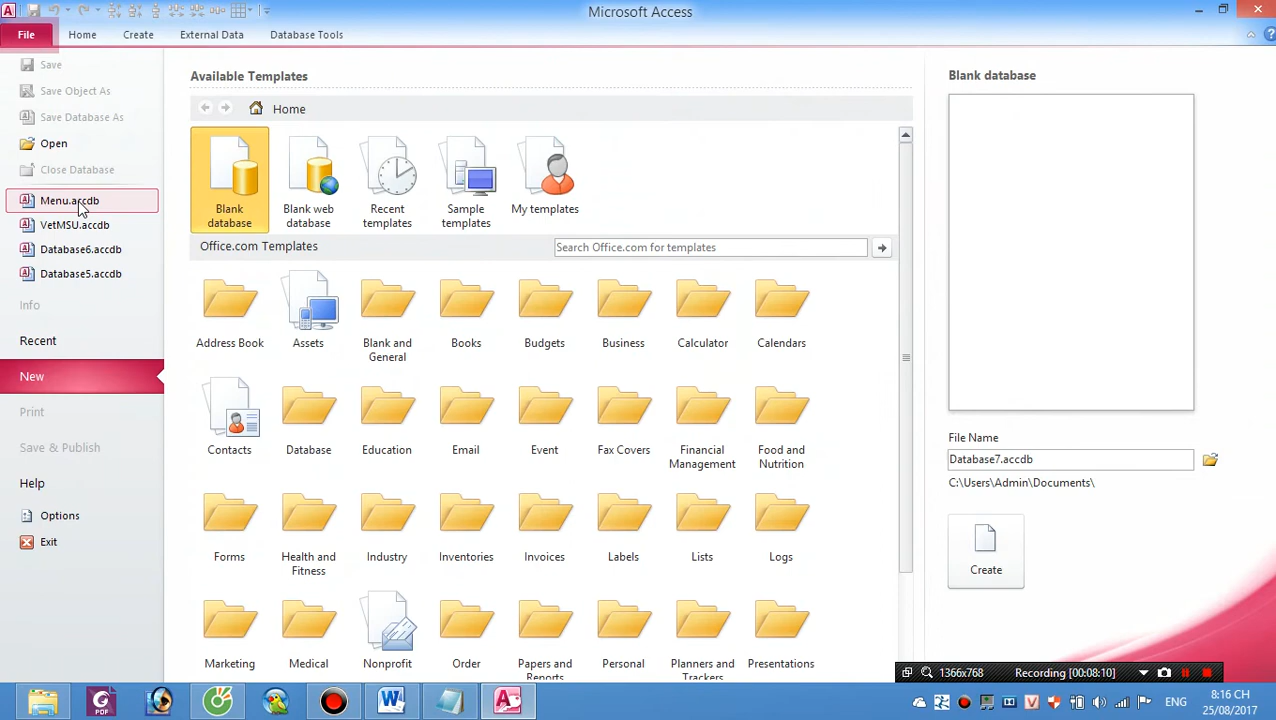 Microsoft Access
File Home Create External Data Database Tools
Save
Save Object As
Save Database As
Open
Close Database
Menu.accdb
VetMSU.accdb
Database6.accdb
Database5.accdb
Info
Recent
New
Print
Save & Publish
Help
Options
Exit
Available Templates
Home
Blank database
Blank web database
Recent templates
Sample templates
My templates
Office.com Templates
Search Office.com for templates
Address Book
Assets
Blank and General
Books
Budgets
Business
Calculator
Calendars
Contacts
Database
Education
Email
Event
Fax Covers
Financial Management
Food and Nutrition
Forms
Health and Fitness
Industry
Inventories
Invoices
Labels
Lists
Logs
Marketing
Medical
Nonprofit
Order
Papers and Reports
Personal
Planners and Trackers
Presentations
Blank database
File Name
Database7.accdb
C:\Users\Admin\Documents\
Create
1366x768 Recording [00:08:10]
PDF
ENG
8:16 CH
25/08/2017